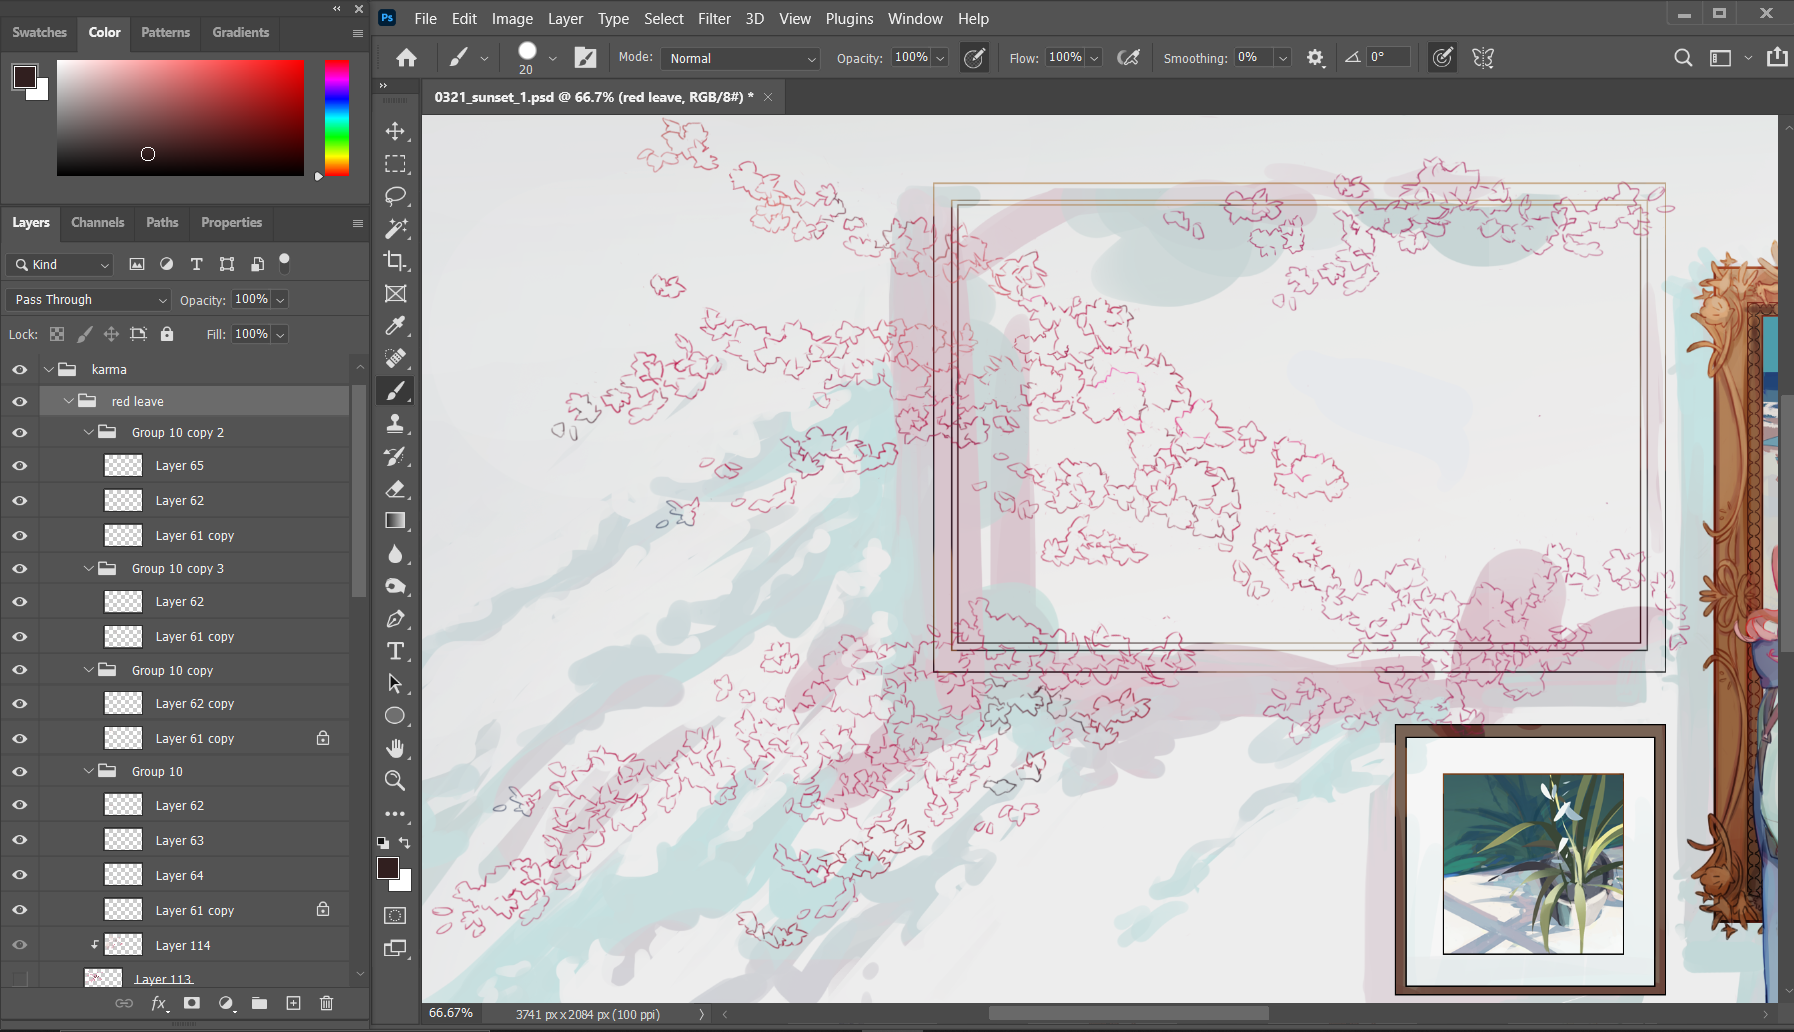 Ps File Edit Image Layer Type Select Filter 3D View Plugins Window Help
Swatches Color Patterns Gradients
20 Mode: Normal Opacity: 100% Flow: 100% Smoothing: 0% 0°
0321_sunset_1.psd @ 66.7% (red leave, RGB/8#) *
Layers Channels Paths Properties
Kind
Pass Through Opacity: 100%
Lock: Fill: 100%
karma
red leave
Group 10 copy 2
Layer 65
Layer 62
Layer 61 copy
Group 10 copy 3
Layer 62
Layer 61 copy
Group 10 copy
Layer 62 copy
Layer 61 copy
Group 10
Layer 62
Layer 63
Layer 64
Layer 61 copy
Layer 114
Layer 113
fx
66.67% 3741 px x 2084 px (100 ppi)